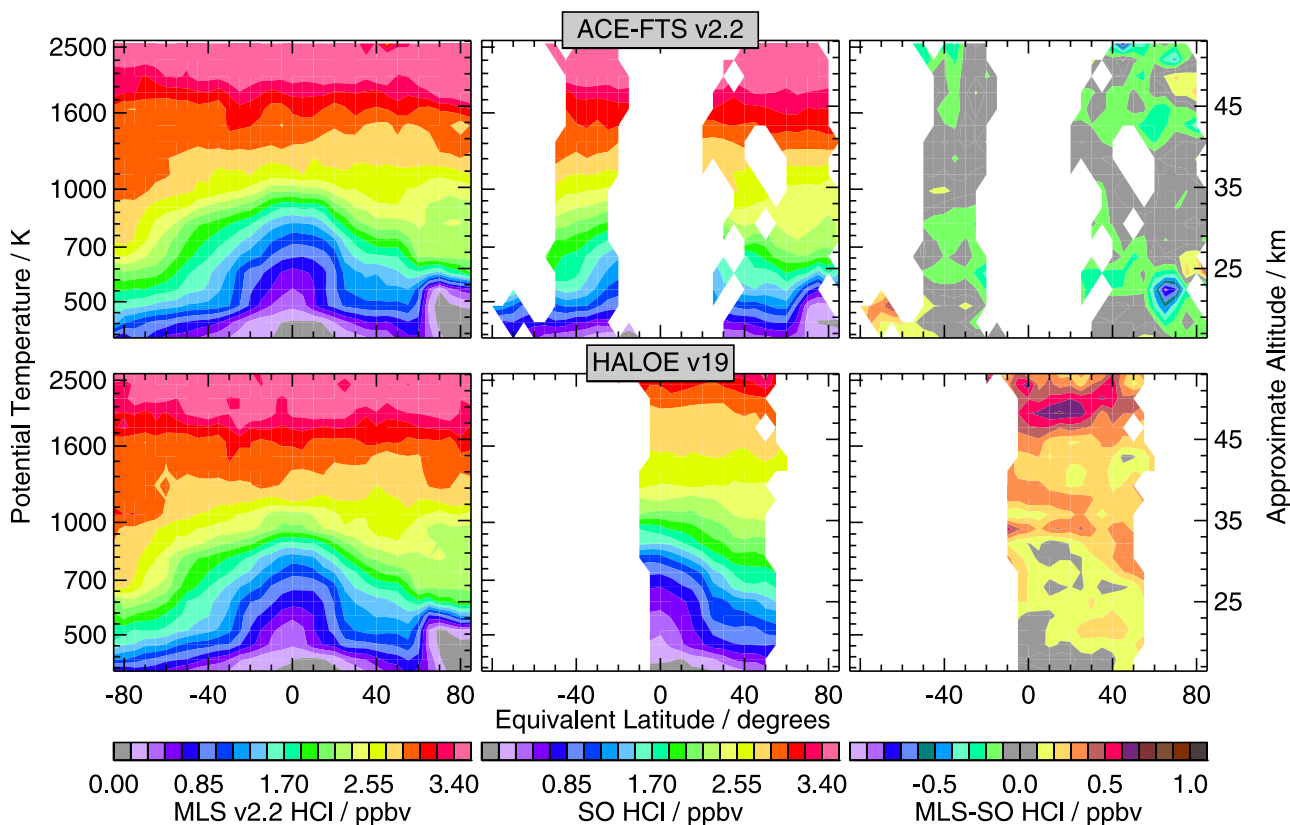 ACE-FTS v2.2
2500
1600
1000
700
500
45
35
25
HALOE v19
2500
1600
1000
700
500
45
35
25
Potential Temperature / K
Approximate Altitude / km
-80 -40 0 40 80
-40 0 40 80
-40 0 40 80
Equivalent Latitude / degrees
0.00 0.85 1.70 2.55 3.40
MLS v2.2 HCl / ppbv
0.85 1.70 2.55 3.40
SO HCl / ppbv
-0.5 0.0 0.5 1.0
MLS-SO HCl / ppbv